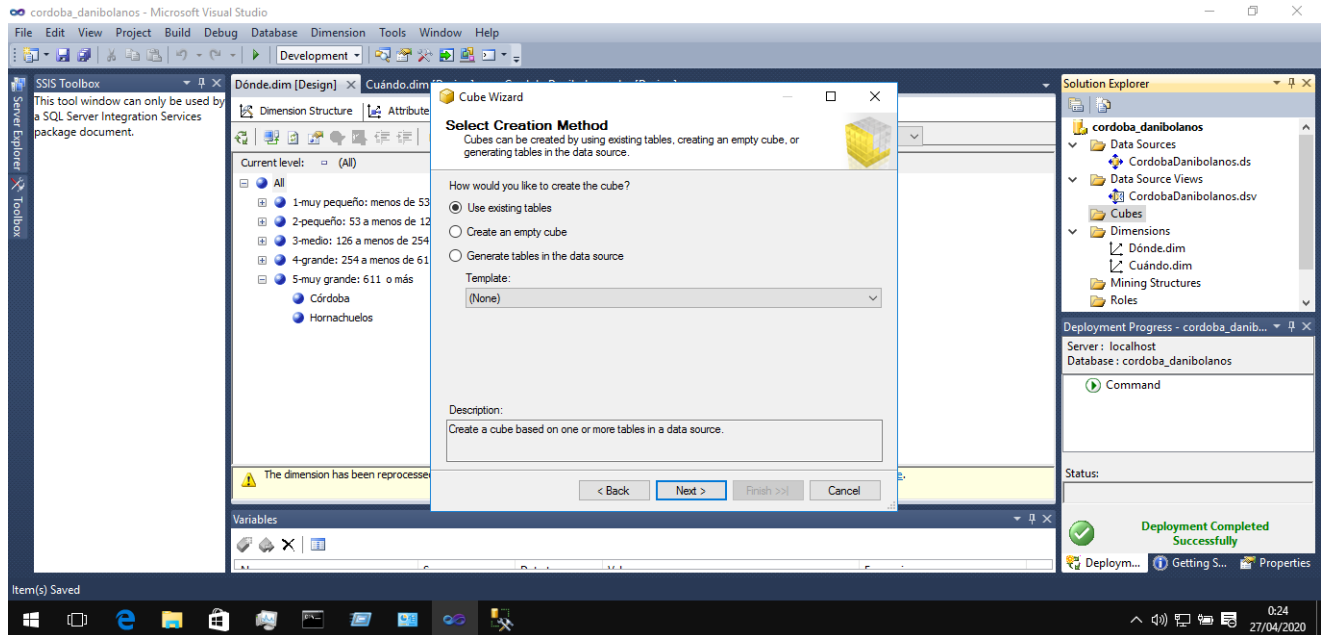 cordoba_danibolanos - Microsoft Visual Studio
File Edit View Project Build Debug Database Dimension Tools Window Help
Development
SSIS Toolbox
This tool window can only be used by
a SQL Server Integration Services
package document.
Server Explorer
Toolbox
Dónde.dim [Design]
Cuándo.dim
Dimension Structure
Attribute
Current level: (All)
All
1-muy pequeño: menos de 53
2-pequeño: 53 a menos de 12
3-medio: 126 a menos de 254
4-grande: 254 a menos de 61
5-muy grande: 611 o más
Córdoba
Hornachuelos
The dimension has been reprocesse
Cube Wizard
Select Creation Method
Cubes can be created by using existing tables, creating an empty cube, or
generating tables in the data source.
How would you like to create the cube?
Use existing tables
Create an empty cube
Generate tables in the data source
Template:
(None)
Description:
Create a cube based on one or more tables in a data source.
< Back Next > Finish >>| Cancel
Variables
Solution Explorer
cordoba_danibolanos
Data Sources
CordobaDanibolanos.ds
Data Source Views
CordobaDanibolanos.dsv
Cubes
Dimensions
Dónde.dim
Cuándo.dim
Mining Structures
Roles
Deployment Progress - cordoba_danib...
Server : localhost
Database : cordoba_danibolanos
Command
Status:
Deployment Completed
Successfully
Deploym... Getting S... Properties
Item(s) Saved
0:24
27/04/2020